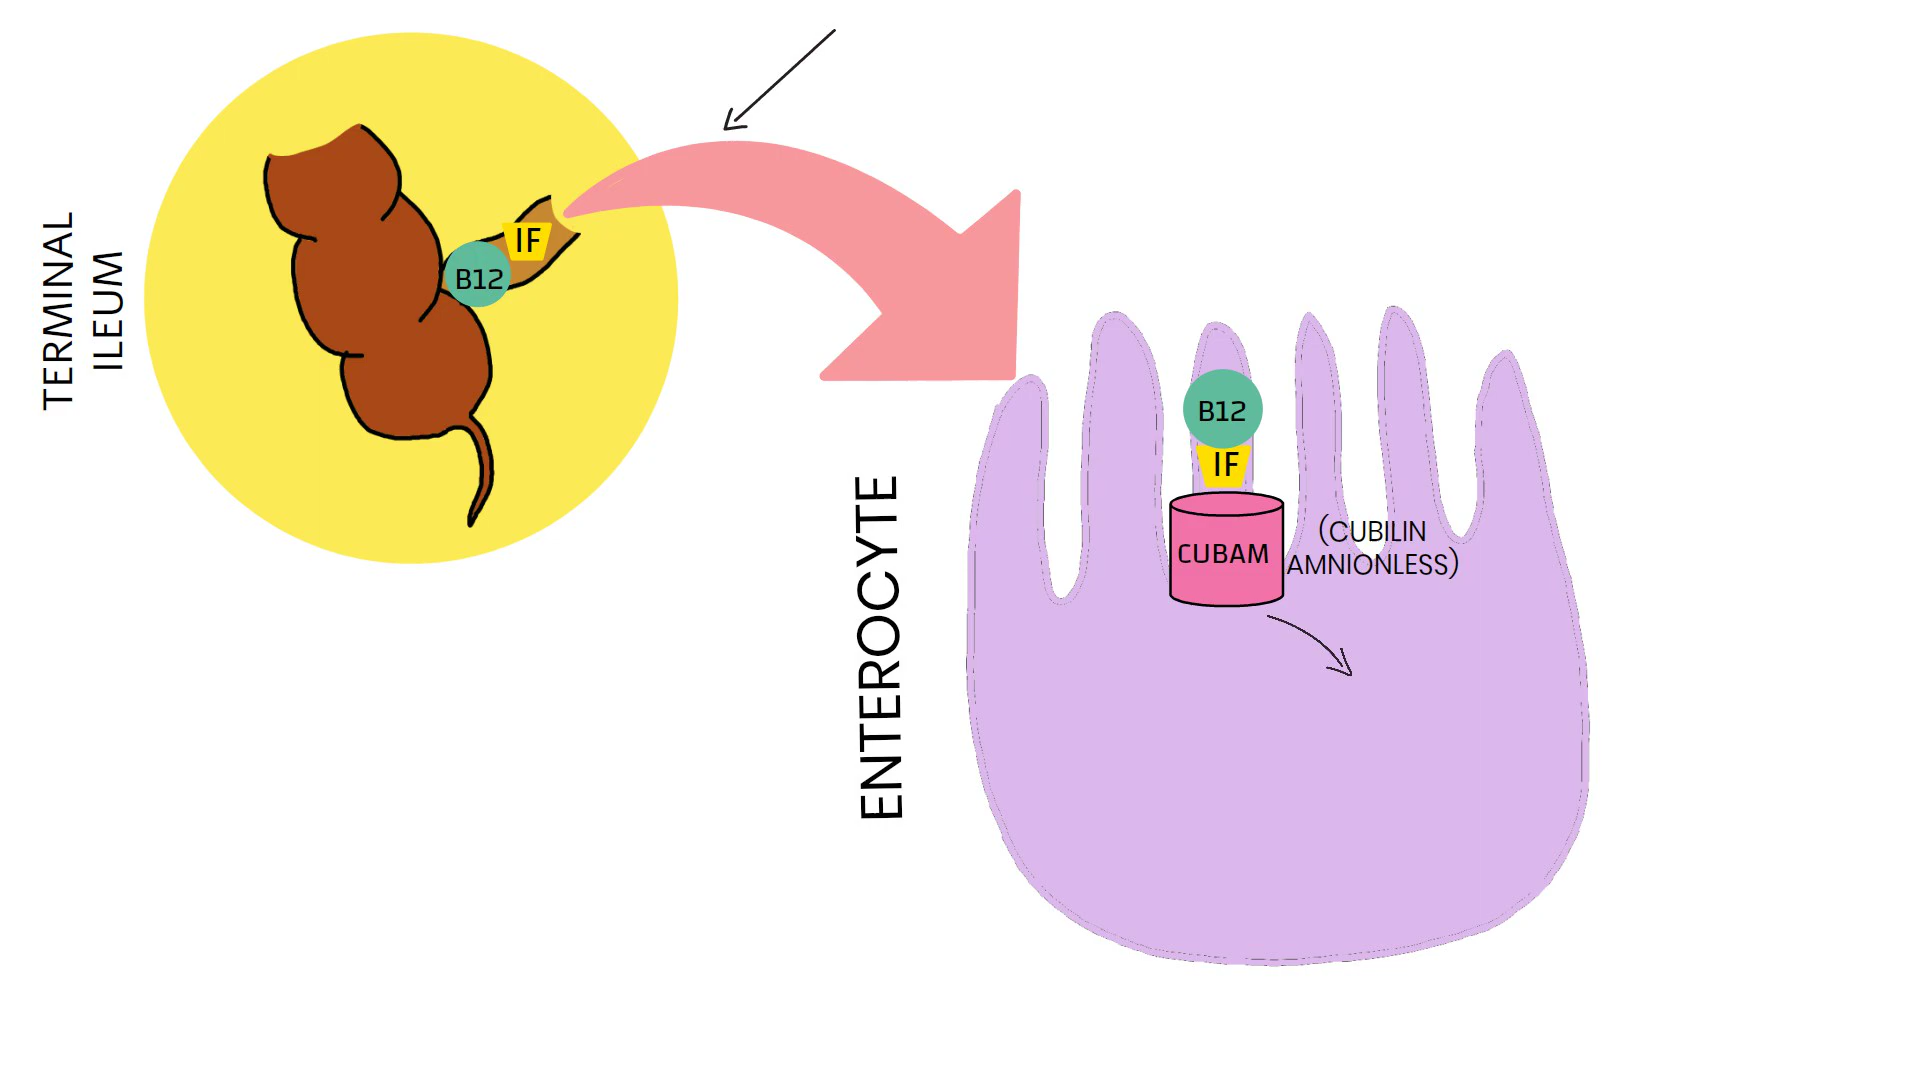 TERMINAL
ILEUM
IF
B12
ENTEROCYTE
B12
IF
CUBAM
(CUBILIN
AMNIONLESS)